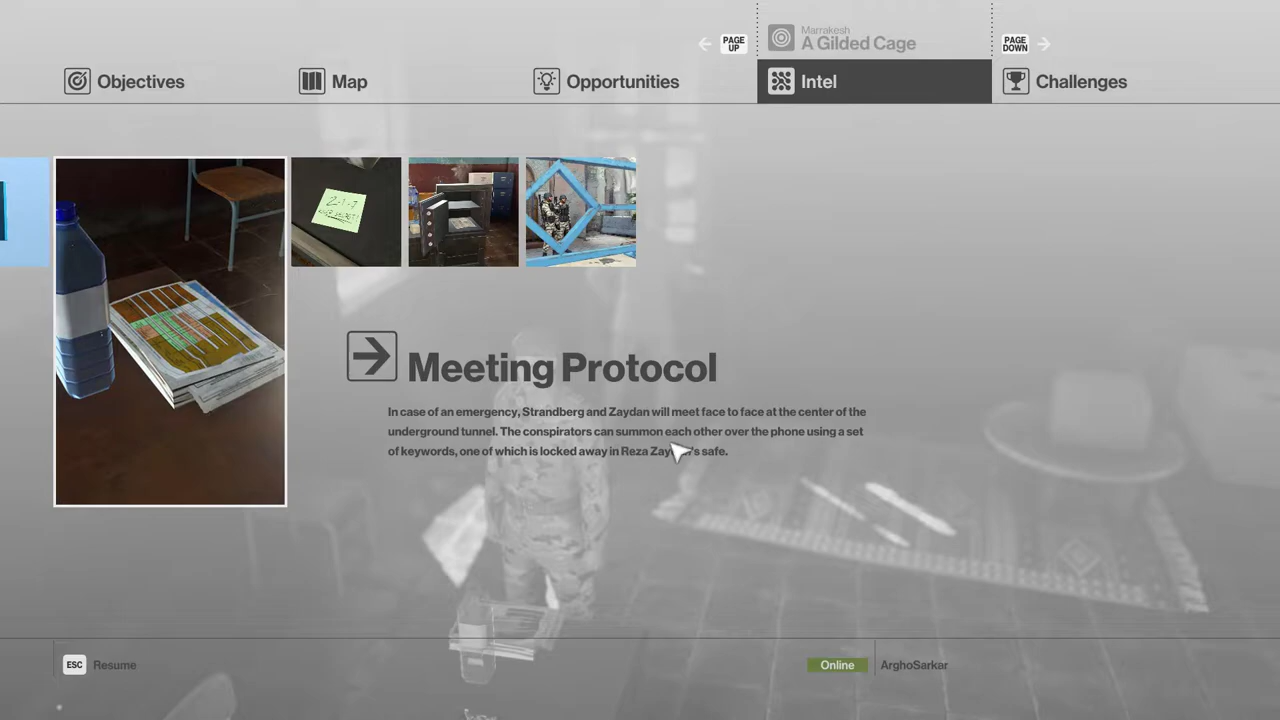 PAGE UP
Marrakesh
A Gilded Cage
PAGE DOWN
Objectives
Map
Opportunities
Intel
Challenges
2-1-7
Meeting Protocol
In case of an emergency, Strandberg and Zaydan will meet face to face at the center of the
underground tunnel. The conspirators can summon each other over the phone using a set
of keywords, one of which is locked away in Reza safe.
ESC Resume
Online
ArghoSarkar